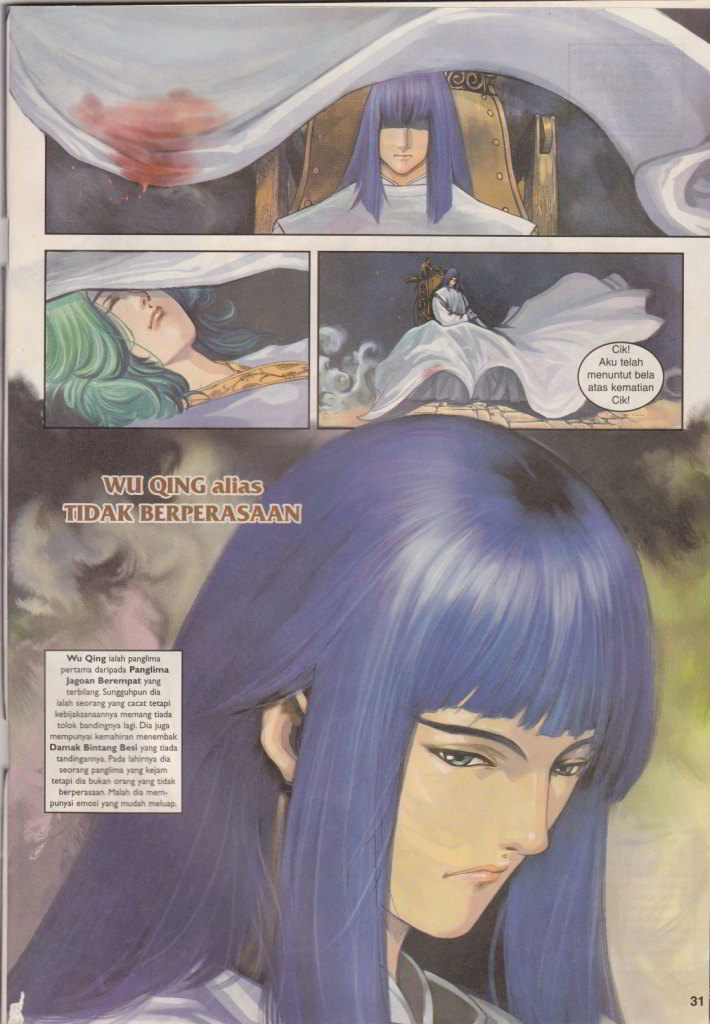 Cik!
Aku telah
menuntut bela
atas kematian
Cik!
WU QING alias
TIDAK BERPERASAAN
Wu Qing ialah panglima
pertama daripada Panglima
Jagoan Berempat yang
terbilang. Sungguhpun dia
ialah seorang yang cacat tetapi
kebijaksanaannya memang tiada
tolok bandingnya lagi. Dia juga
mempunyai kemahiran menembak
Damak Bintang Besi yang tiada
tandingannya. Pada lahirnya dia
seorang panglima yang kejam
tetapi dia bukan orang yang tidak
berperasaan. Malah dia mem-
punyai emosi yang mudah meluap.
31